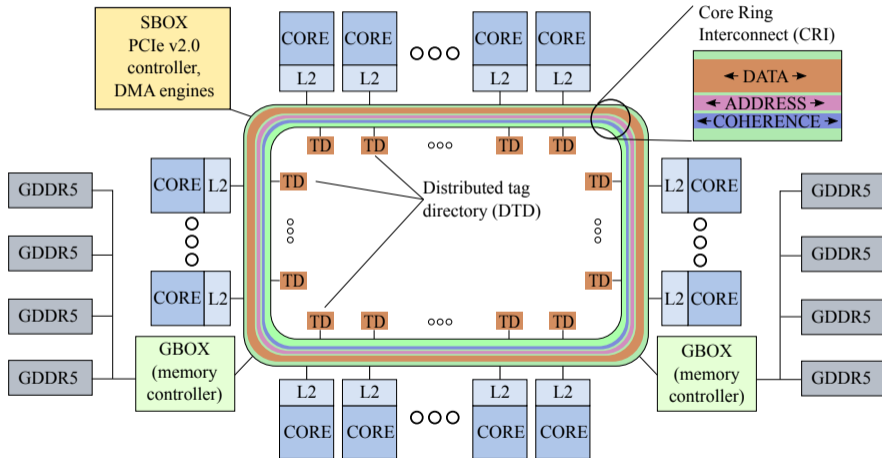 SBOX
PCIe v2.0
controller,
DMA engines
CORE
L2
CORE
L2
CORE
L2
CORE
L2
Core Ring
Interconnect (CRI)
DATA
ADDRESS
COHERENCE
TD
TD
TD
TD
TD
TD
Distributed tag
directory (DTD)
CORE
L2
L2
CORE
GDDR5
GDDR5
GDDR5
GDDR5
CORE
L2
TD
TD
L2
CORE
GDDR5
GDDR5
TD
TD
TD
TD
GBOX
(memory
controller)
GBOX
(memory
controller)
GDDR5
GDDR5
L2
CORE
L2
CORE
L2
CORE
L2
CORE